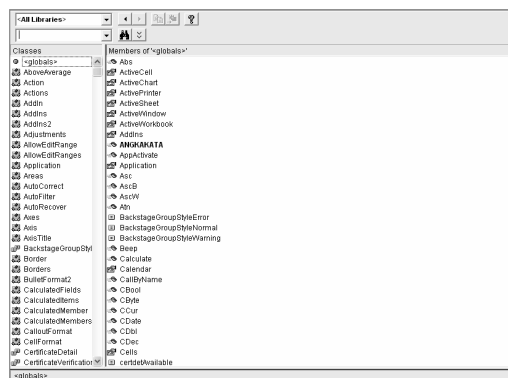 <All Libraries>
Classes
<globals>
AboveAverage
Action
Actions
AddIn
AddIns
AddIns2
Adjustments
AllowEditRange
AllowEditRanges
Application
Areas
AutoCorrect
AutoFilter
AutoRecover
Axes
Axis
AxisTitle
BackstageGroupStyl
Border
Borders
BulletFormat2
CalculatedFields
CalculatedItems
CalculatedMember
CalculatedMembers
CalloutFormat
CellFormat
CertificateDetail
CertificateVerification
Members of '<globals>'
Abs
ActiveCell
ActiveChart
ActivePrinter
ActiveSheet
ActiveWindow
ActiveWorkbook
AddIns
ANGKAKATA
AppActivate
Application
Asc
AscB
AscW
Atn
BackstageGroupStyleError
BackstageGroupStyleNormal
BackstageGroupStyleWarning
Beep
Calculate
Calendar
CallByName
CBool
CByte
CCur
CDate
CDbl
CDec
Cells
certdetAvailable
<globals>